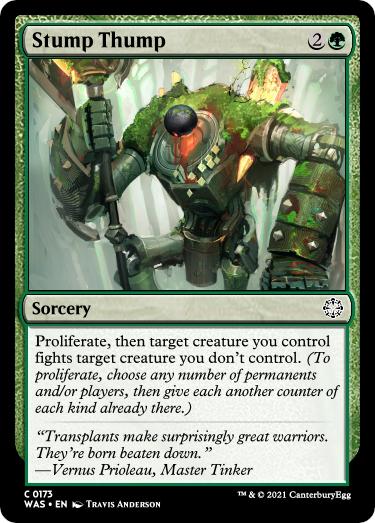 Stump Thump 2
Sorcery
Proliferate, then target creature you control
fights target creature you don't control. (To
proliferate, choose any number of permanents
and/or players, then give each another counter of
each kind already there.)
"Transplants make surprisingly great warriors.
They're born beaten down."
—Vernus Prioleau, Master Tinker
C 0173
WAS • EN Travis Anderson
™ & © 2021 CanterburyEgg